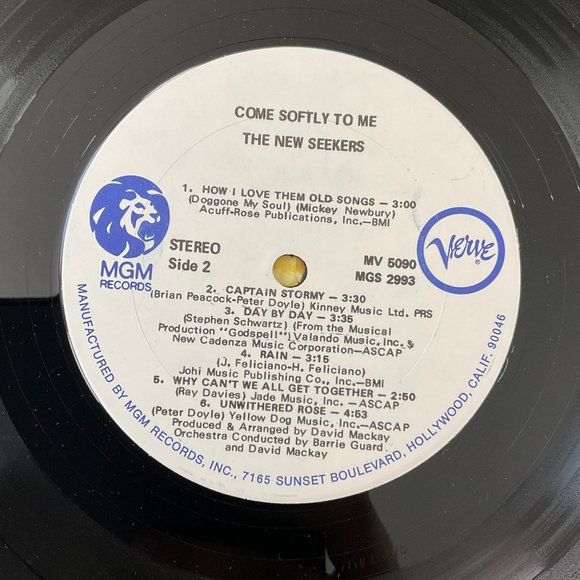 COME SOFTLY TO ME
THE NEW SEEKERS
1. HOW I LOVE THEM OLD SONGS — 3:00
(Doggone My Soul) (Mickey Newbury)
Acuff-Rose Publications, Inc.—BMI
MGM
RECORDS
STEREO
Side 2
MV 5090
MGS 2993
Verve
2. CAPTAIN STORMY — 3:30
(Brian Peacock-Peter Doyle) Kinney Music Ltd. PRS
3. DAY BY DAY — 3:35
(Stephen Schwartz) (From the Musical
Production "Godspell") Valando Music, Inc. &
New Cadenza Music Corporation—ASCAP
4. RAIN — 3:15
(J. Feliciano-H. Feliciano)
Johi Music Publishing Co., Inc.—BMI
5. WHY CAN'T WE ALL GET TOGETHER — 2:50
(Ray Davies) Jade Music, Inc. —ASCAP
6. UNWITHERED ROSE — 4:53
(Peter Doyle) Yellow Dog Music, Inc.—ASCAP
Produced & Arranged by David Mackay
Orchestra Conducted by Barrie Guard
and David Mackay
MANUFACTURED BY MGM RECORDS, INC., 7165 SUNSET BOULEVARD, HOLLYWOOD, CALIF. 90046